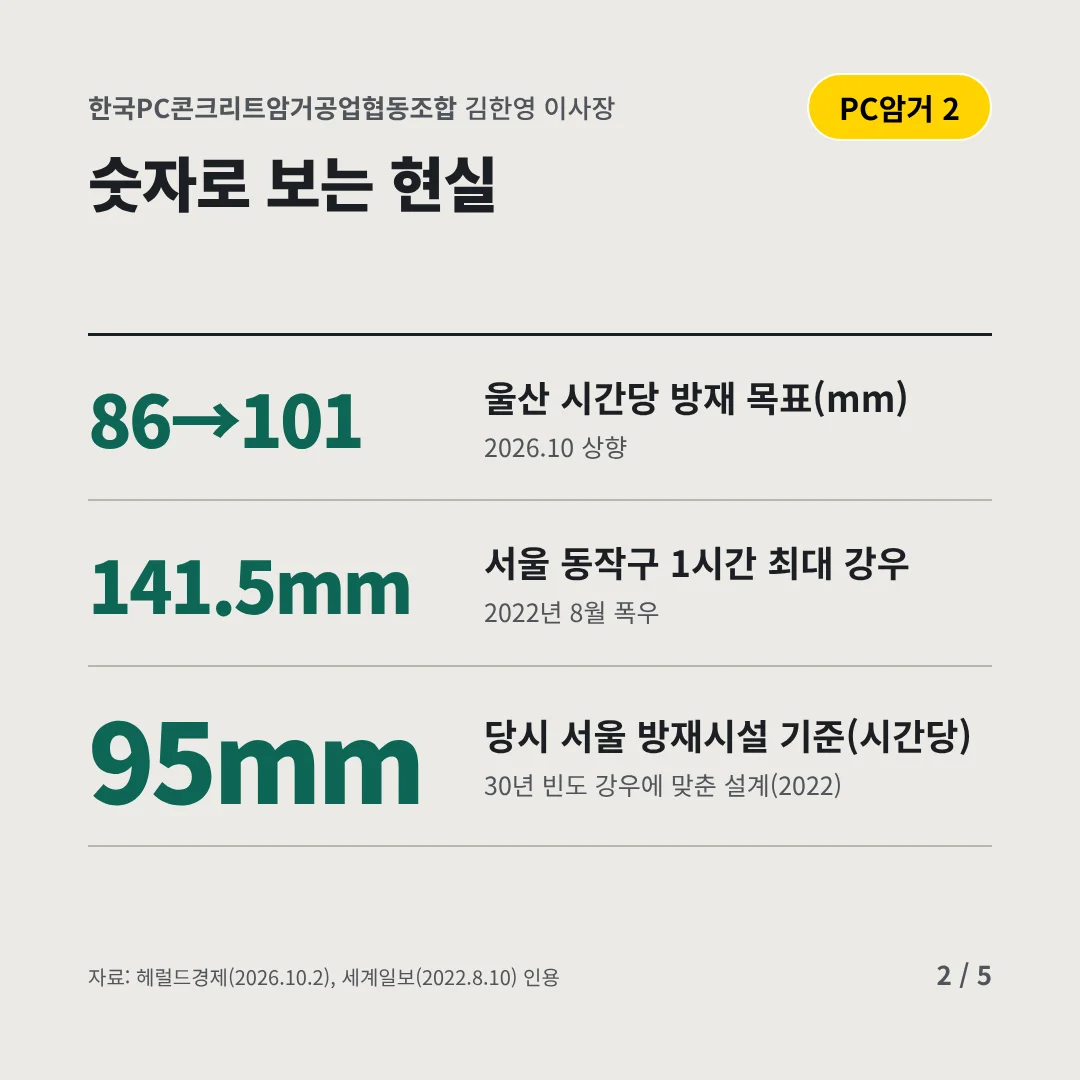 한국PC콘크리트암거공업협동조합 김한영 이사장
PC암거 2
숫자로 보는 현실
86→101
울산 시간당 방재 목표(mm)
2026.10 상향
141.5mm
서울 동작구 1시간 최대 강우
2022년 8월 폭우
95mm
당시 서울 방재시설 기준(시간당)
30년 빈도 강우에 맞춘 설계(2022)
자료: 헤럴드경제(2026.10.2), 세계일보(2022.8.10) 인용
2 / 5